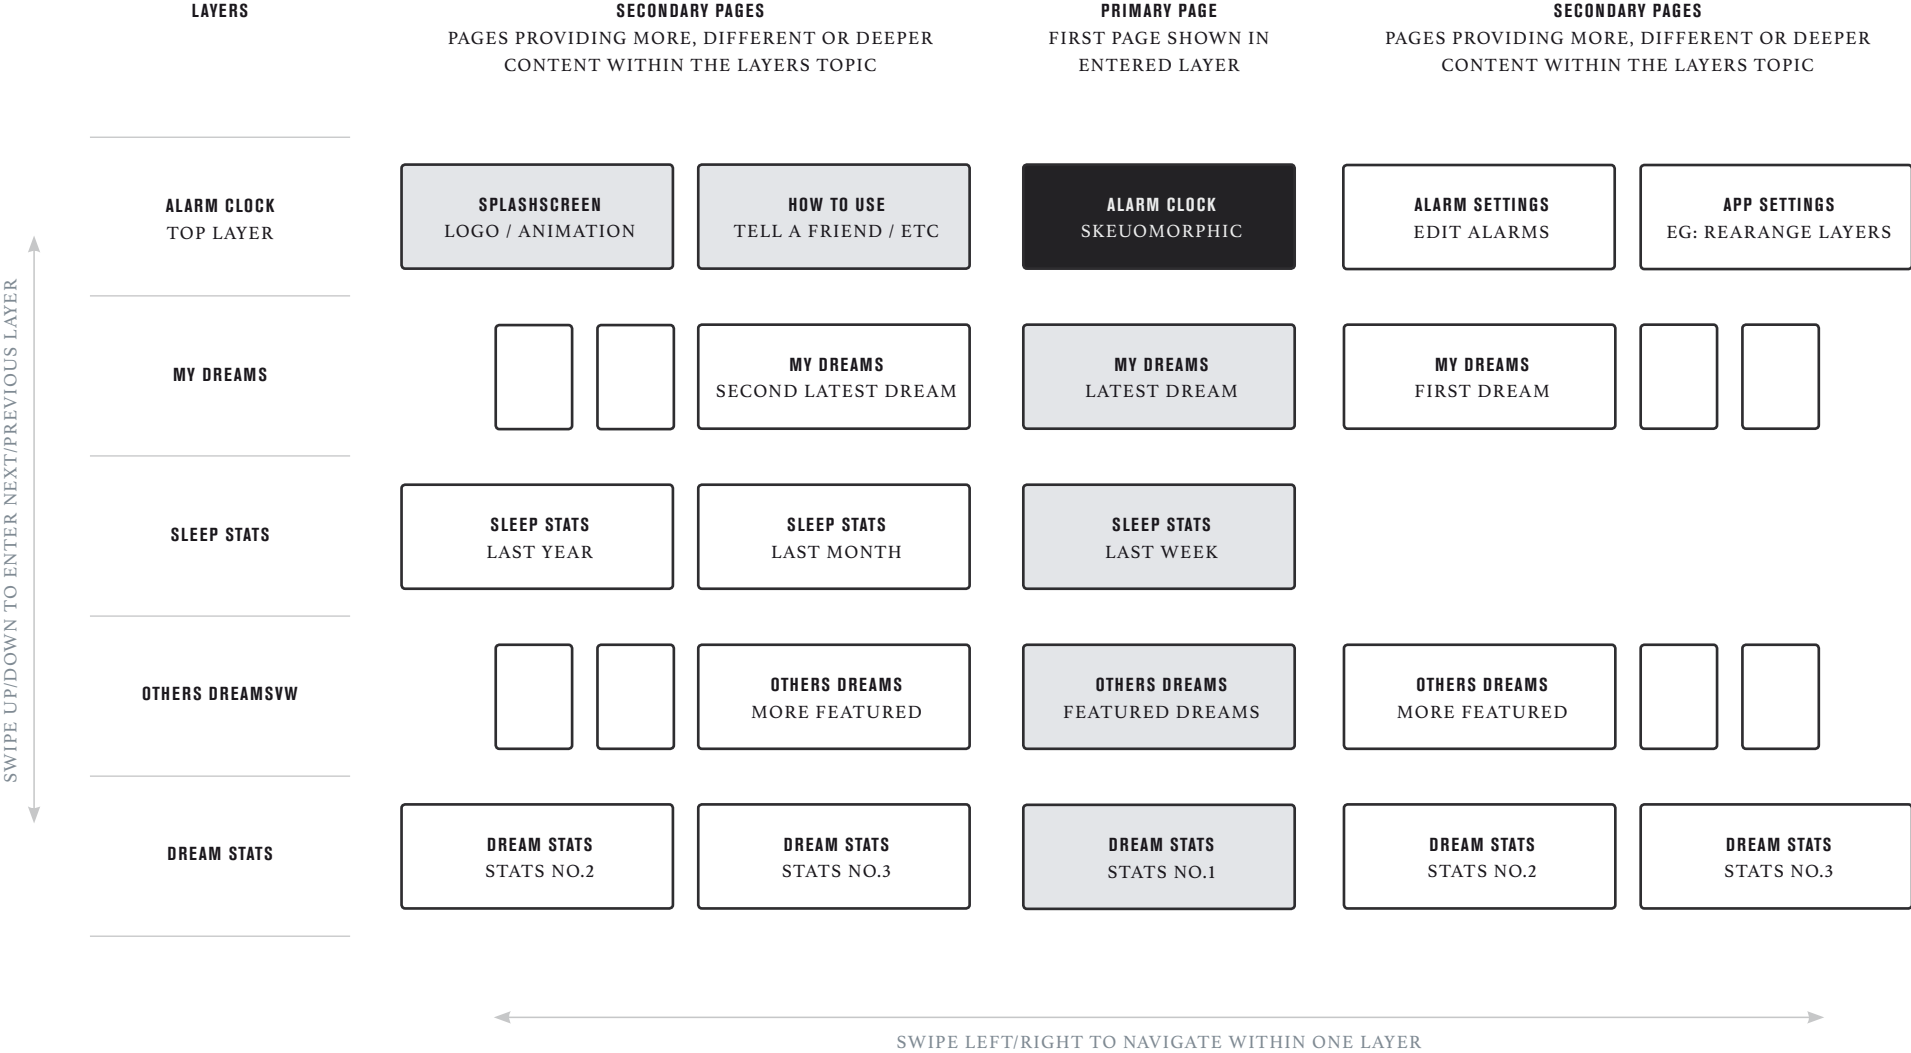 LAYERS
SECONDARY PAGES
PAGES PROVIDING MORE, DIFFERENT OR DEEPER
CONTENT WITHIN THE LAYERS TOPIC
PRIMARY PAGE
FIRST PAGE SHOWN IN
ENTERED LAYER
SECONDARY PAGES
PAGES PROVIDING MORE, DIFFERENT OR DEEPER
CONTENT WITHIN THE LAYERS TOPIC
SWIPE UP/DOWN TO ENTER NEXT/PREVIOUS LAYER
ALARM CLOCK
TOP LAYER
SPLASHSCREEN
LOGO / ANIMATION
HOW TO USE
TELL A FRIEND / ETC
ALARM CLOCK
SKEUOMORPHIC
ALARM SETTINGS
EDIT ALARMS
APP SETTINGS
EG: REARANGE LAYERS
MY DREAMS
MY DREAMS
SECOND LATEST DREAM
MY DREAMS
LATEST DREAM
MY DREAMS
FIRST DREAM
SLEEP STATS
SLEEP STATS
LAST YEAR
SLEEP STATS
LAST MONTH
SLEEP STATS
LAST WEEK
OTHERS DREAMSVW
OTHERS DREAMS
MORE FEATURED
OTHERS DREAMS
FEATURED DREAMS
OTHERS DREAMS
MORE FEATURED
DREAM STATS
DREAM STATS
STATS NO.2
DREAM STATS
STATS NO.3
DREAM STATS
STATS NO.1
DREAM STATS
STATS NO.2
DREAM STATS
STATS NO.3
SWIPE LEFT/RIGHT TO NAVIGATE WITHIN ONE LAYER